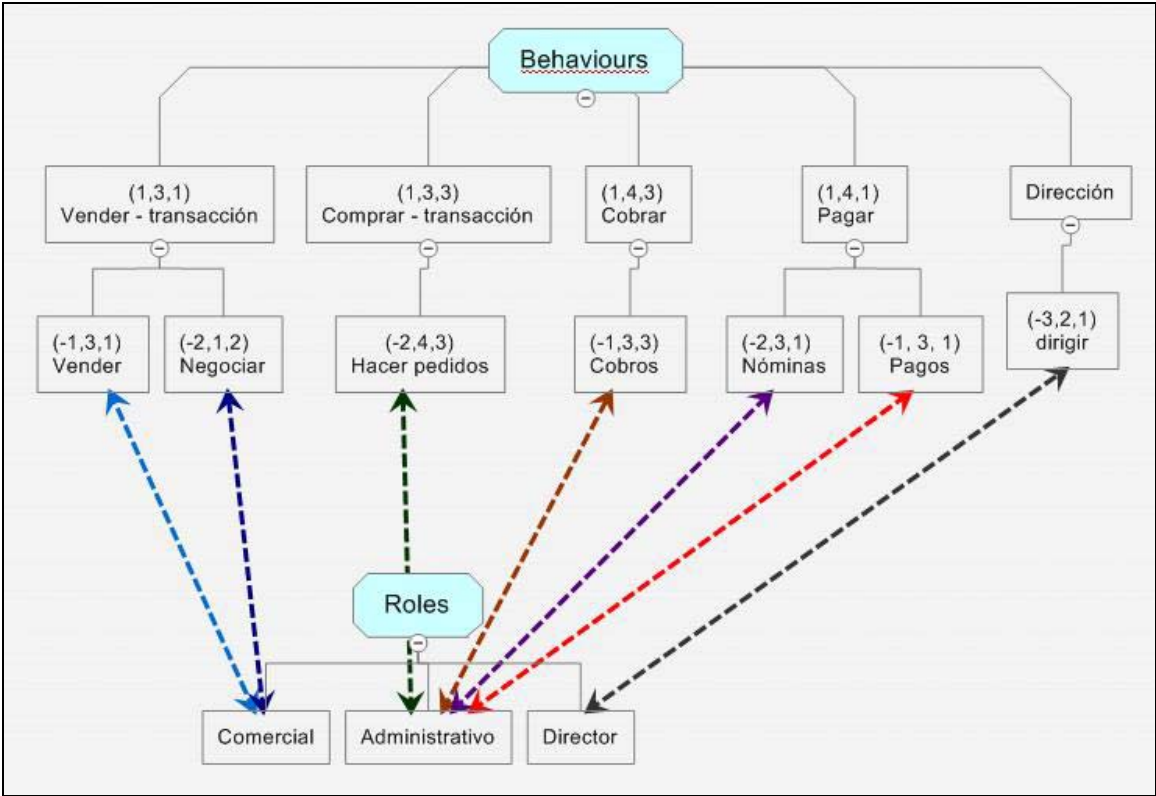 Behaviours
(1,3,1)
Vender - transacción
(1,3,3)
Comprar - transacción
(1,4,3)
Cobrar
(1,4,1)
Pagar
Dirección
(-1,3,1)
Vender
(-2,1,2)
Negociar
(-2,4,3)
Hacer pedidos
(-1,3,3)
Cobros
(-2,3,1)
Nóminas
(-1, 3, 1)
Pagos
(-3,2,1)
dirigir
Roles
Comercial
Administrativo
Director